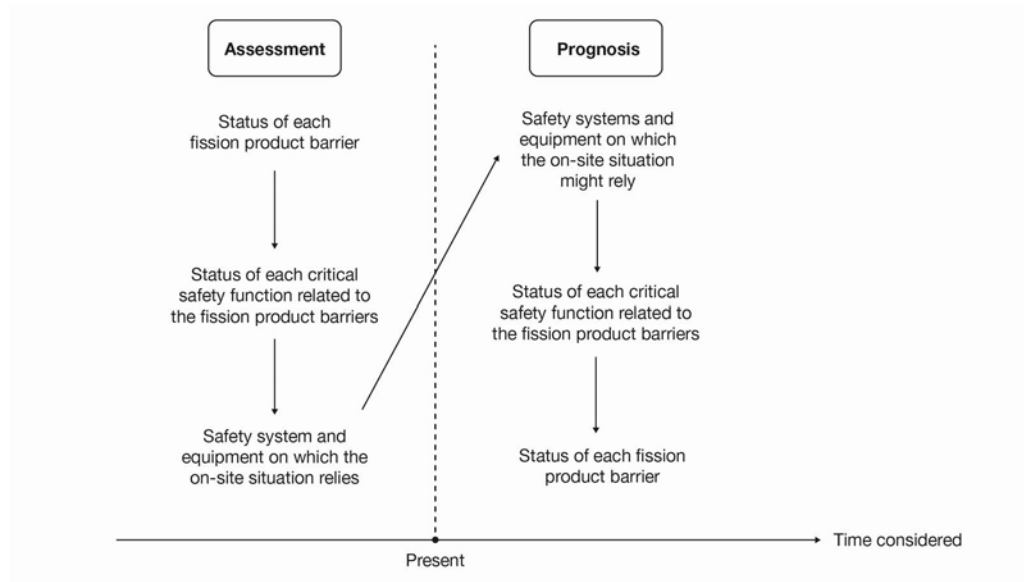 Assessment
Status of each
fission product barrier
Status of each critical
safety function related to
the fission product barriers
Safety system and
equipment on which the
on-site situation relies
Prognosis
Safety systems and
equipment on which
the on-site situation
might rely
Status of each critical
safety function related to
the fission product barriers
Status of each fission
product barrier
Present
Time considered